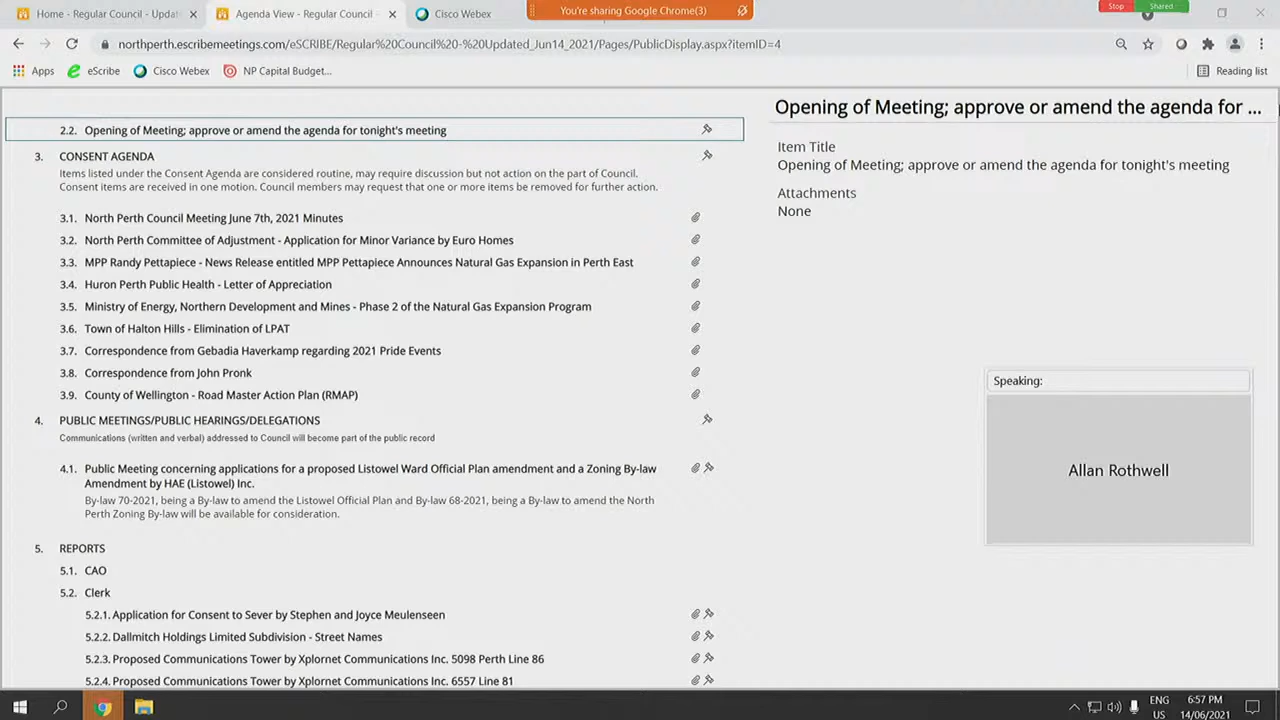 Home - Regular Council - Updat
Agenda View - Regular Council -
Cisco Webex
You're sharing Google Chrome(3)
Stop
Shared
northperth.escribemeetings.com/eSCRIBE/Regular%20Council%20-%20Updated_Jun14_2021/Pages/PublicDisplay.aspx?itemID=4
Apps
eScribe
Cisco Webex
NP Capital Budget...
Reading list
2.2. Opening of Meeting; approve or amend the agenda for tonight's meeting
3. CONSENT AGENDA
Items listed under the Consent Agenda are considered routine, may require discussion but not action on the part of Council.
Consent items are received in one motion. Council members may request that one or more items be removed for further action.
3.1. North Perth Council Meeting June 7th, 2021 Minutes
3.2. North Perth Committee of Adjustment - Application for Minor Variance by Euro Homes
3.3. MPP Randy Pettapiece - News Release entitled MPP Pettapiece Announces Natural Gas Expansion in Perth East
3.4. Huron Perth Public Health - Letter of Appreciation
3.5. Ministry of Energy, Northern Development and Mines - Phase 2 of the Natural Gas Expansion Program
3.6. Town of Halton Hills - Elimination of LPAT
3.7. Correspondence from Gebadia Haverkamp regarding 2021 Pride Events
3.8. Correspondence from John Pronk
3.9. County of Wellington - Road Master Action Plan (RMAP)
4. PUBLIC MEETINGS/PUBLIC HEARINGS/DELEGATIONS
Communications (written and verbal) addressed to Council will become part of the public record
4.1. Public Meeting concerning applications for a proposed Listowel Ward Official Plan amendment and a Zoning By-law
Amendment by HAE (Listowel) Inc.
By-law 70-2021, being a By-law to amend the Listowel Official Plan and By-law 68-2021, being a By-law to amend the North
Perth Zoning By-law will be available for consideration.
5. REPORTS
5.1. CAO
5.2. Clerk
5.2.1. Application for Consent to Sever by Stephen and Joyce Meulenseen
5.2.2. Dallmitch Holdings Limited Subdivision - Street Names
5.2.3. Proposed Communications Tower by Xplornet Communications Inc. 5098 Perth Line 86
5.2.4. Proposed Communications Tower by Xplornet Communications Inc. 6557 Line 81
Opening of Meeting; approve or amend the agenda for ...
Item Title
Opening of Meeting; approve or amend the agenda for tonight's meeting
Attachments
None
Speaking:
Allan Rothwell
ENG
US
6:57 PM
14/06/2021